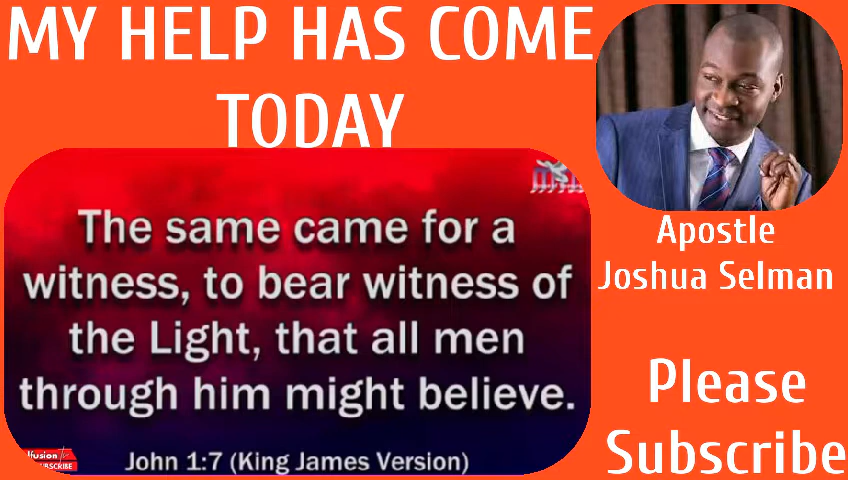 MY HELP HAS COME
TODAY
The same came for a
witness, to bear witness of
the Light, that all men
through him might believe.
John 1:7 (King James Version)
SUBSCRIBE
Apostle
Joshua Selman
Please
Subscribe